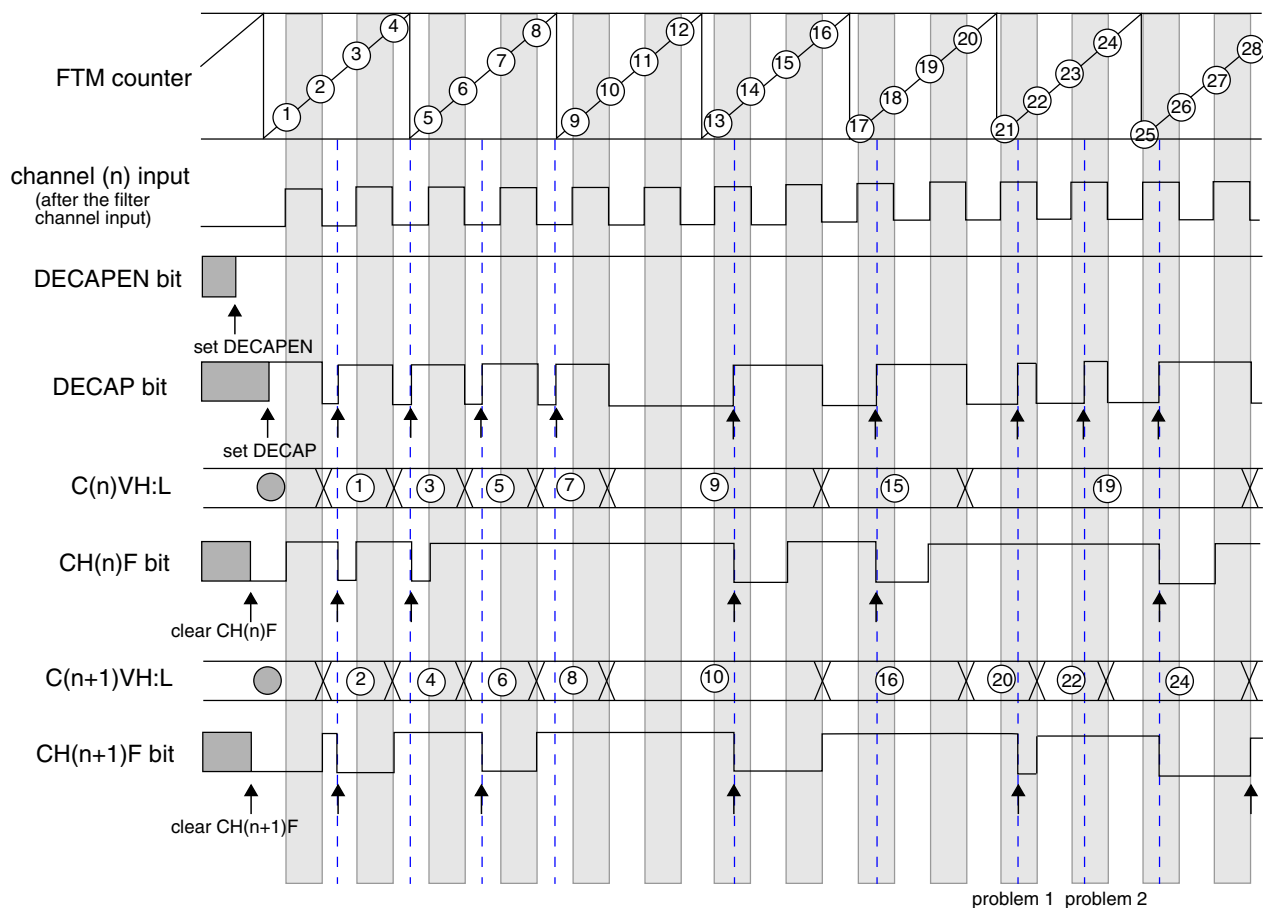 4 8 12 16 20 24 28
3 7 11 15 19 23 27
2 6 10 14 18 22 26
1 5 9 13 17 21 25
FTM counter
channel (n) input
(after the filter
channel input)
DECAPEN bit
set DECAPEN
DECAP bit
set DECAP
C(n)VH:L 1 3 5 7 9 15 19
CH(n)F bit
clear CH(n)F
C(n+1)VH:L 2 4 6 8 10 16 20 22 24
CH(n+1)F bit
clear CH(n+1)F
problem 1 problem 2